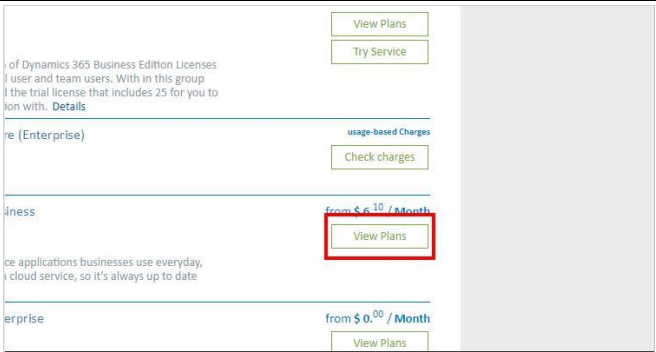 View Plans
Try Service
of Dynamics 365 Business Edition Licenses
l user and team users. With in this group
the trial license that includes 25 for you to
ion with. Details
re (Enterprise)
usage-based Charges
Check charges
siness
from $ 6.10 / Month
View Plans
ce applications businesses use everyday,
cloud service, so it's always up to date
erprise
from $ 0.00 / Month
View Plans